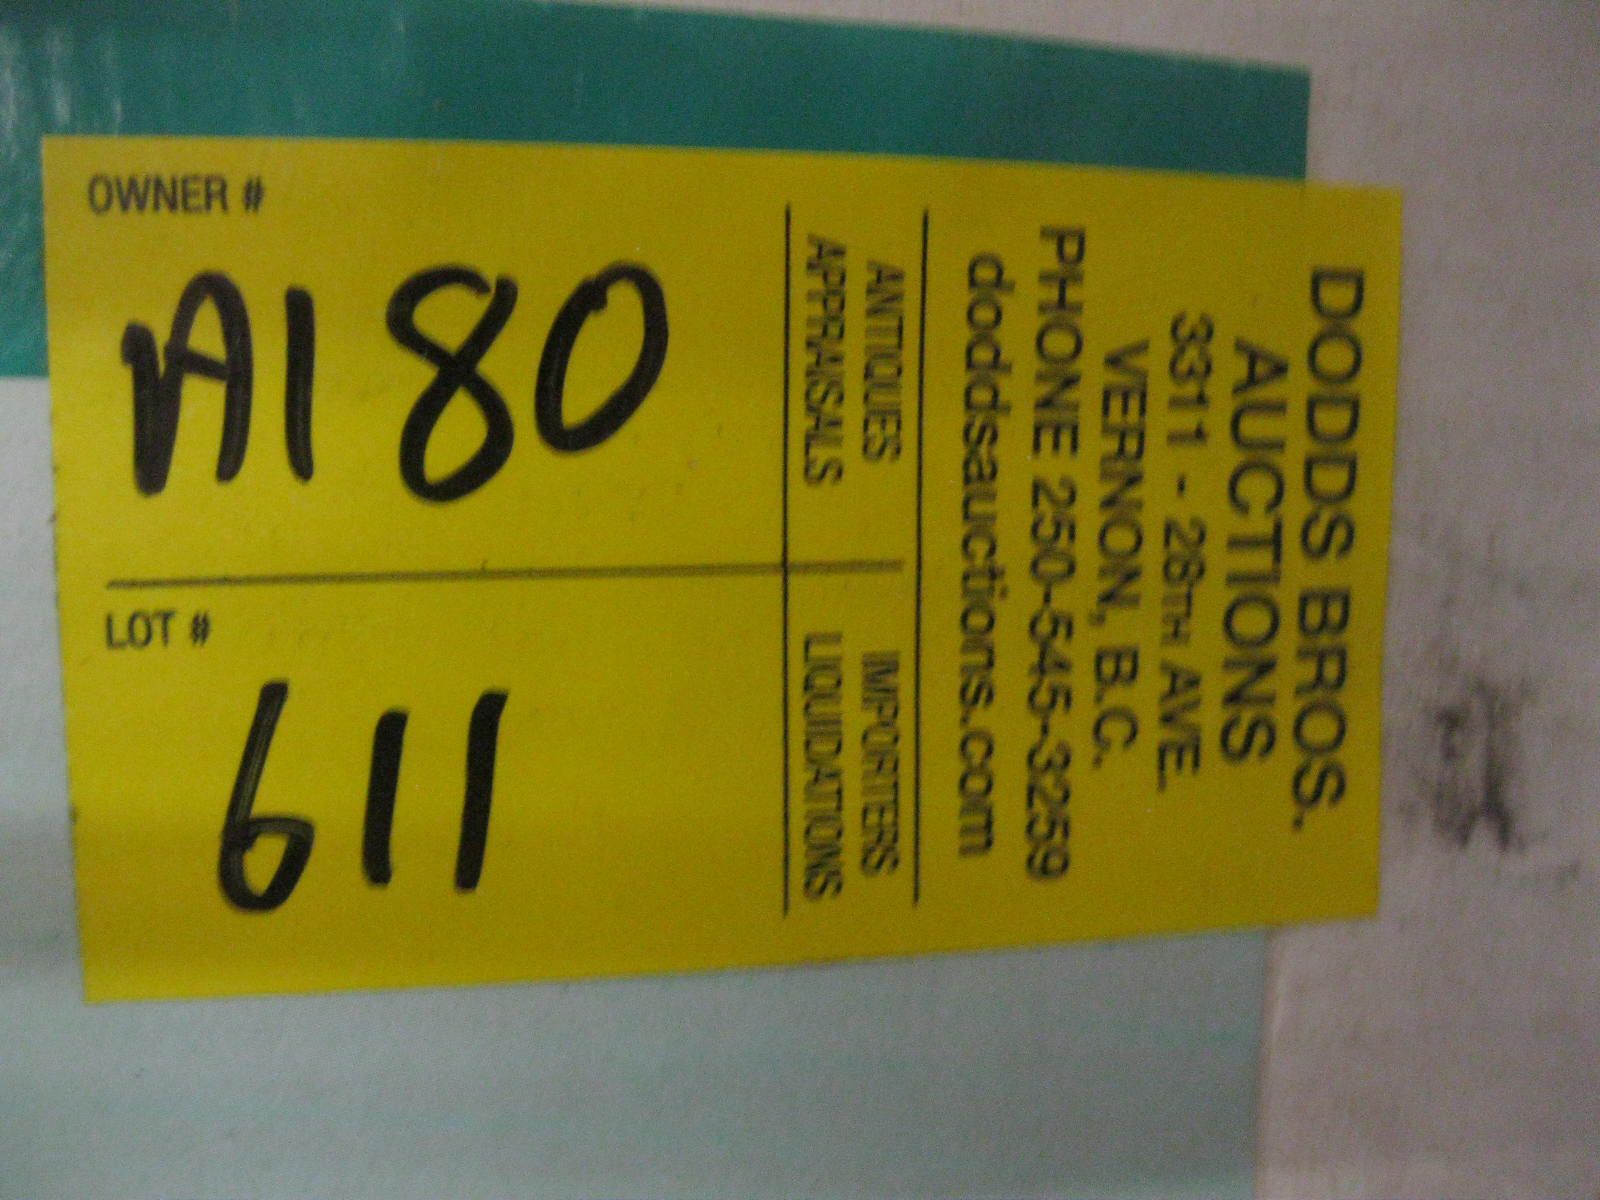 DODDS BROS.
AUCTIONS
3311 - 28TH AVE.
VERNON, B.C.
PHONE 250-545-3259
doddsauctions.com
ANTIQUES IMPORTERS
APPRAISALS LIQUIDATIONS
OWNER #
A180
LOT #
611